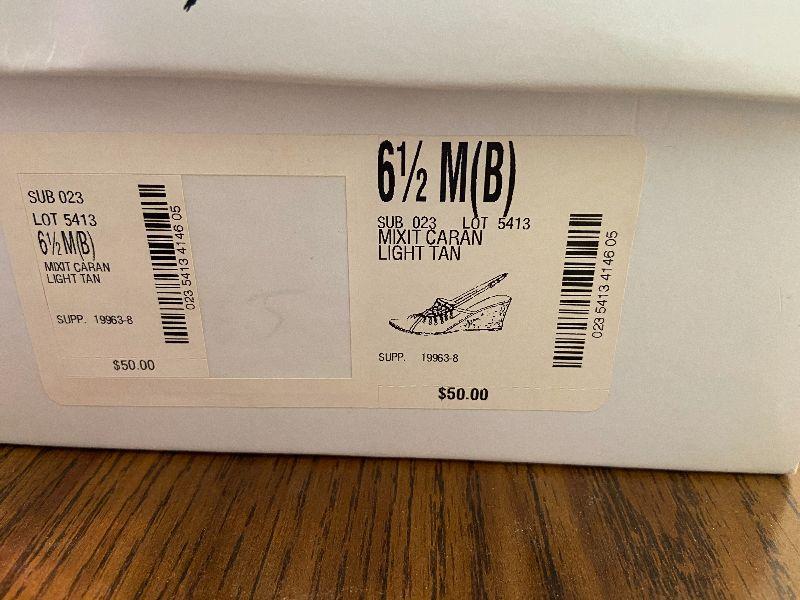 SUB 023
LOT 5413
6½ M(B)
MIXIT CARAN
LIGHT TAN
SUPP. 19963-8
$50.00
023 5413 4146 05
6½ M(B)
SUB 023 LOT 5413
MIXIT CARAN
LIGHT TAN
SUPP. 19963-8
$50.00
023 5413 4146 05